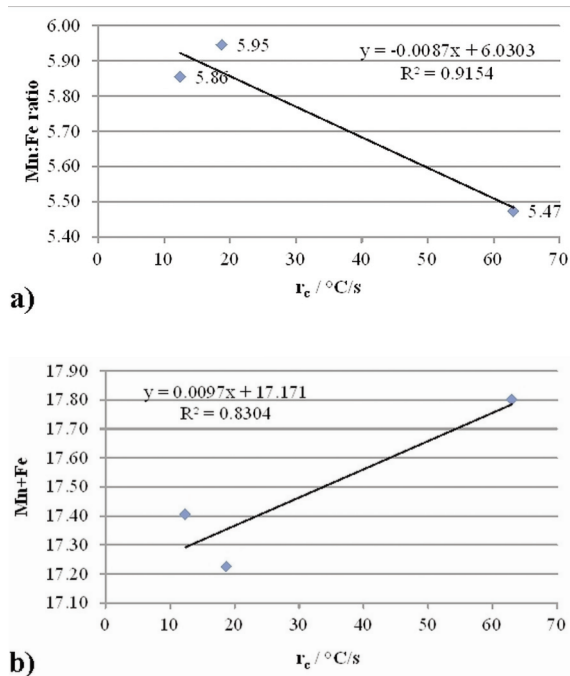 6.00
5.90
5.80
5.70
5.60
5.50
5.40
Mn:Fe ratio
5.95
5.86
5.47
y = -0.0087x + 6.0303
R² = 0.9154
0 10 20 30 40 50 60 70
r_c / °C/s
a)
17.90
17.80
17.70
17.60
17.50
17.40
17.30
17.20
17.10
Mn+Fe
y = 0.0097x + 17.171
R² = 0.8304
0 10 20 30 40 50 60 70
r_c / °C/s
b)